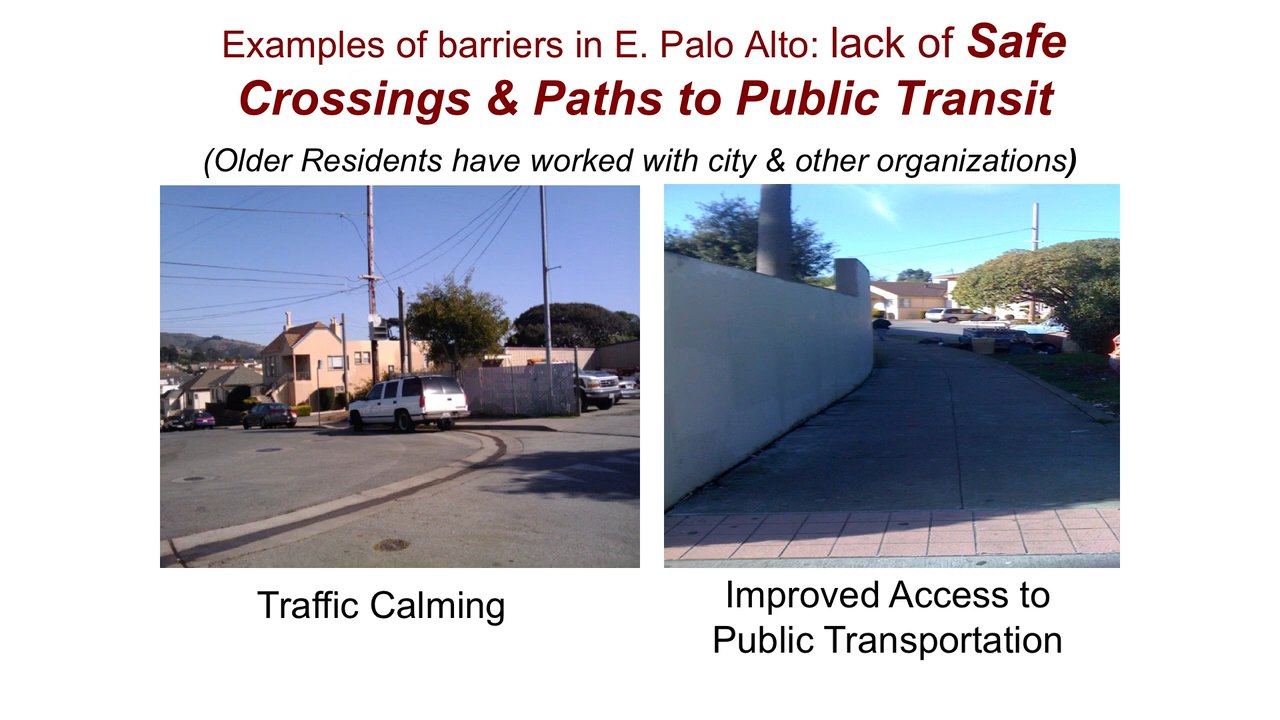 Examples of barriers in E. Palo Alto: lack of Safe
Crossings & Paths to Public Transit
(Older Residents have worked with city & other organizations)
Traffic Calming
Improved Access to
Public Transportation